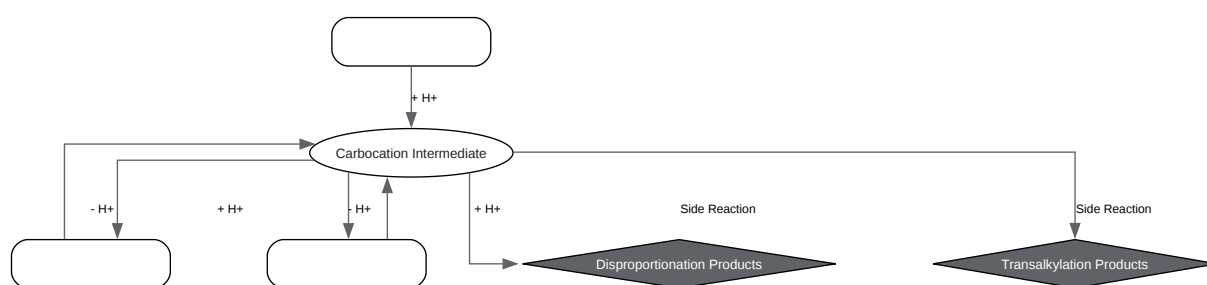 + H+
Carbocation Intermediate
- H+
+ H+
- H+
+ H+
Side Reaction
Side Reaction
Disproportionation Products
Transalkylation Products